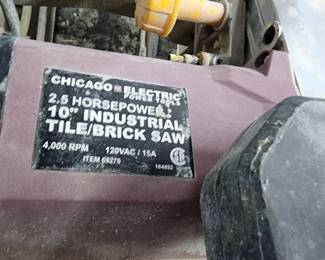 CHICAGO ELECTRIC
POWER TOOLS
2.5 HORSEPOWER
10" INDUSTRIAL
TILE/BRICK SAW
4,000 RPM 120VAC / 15A
ITEM 69275
184692